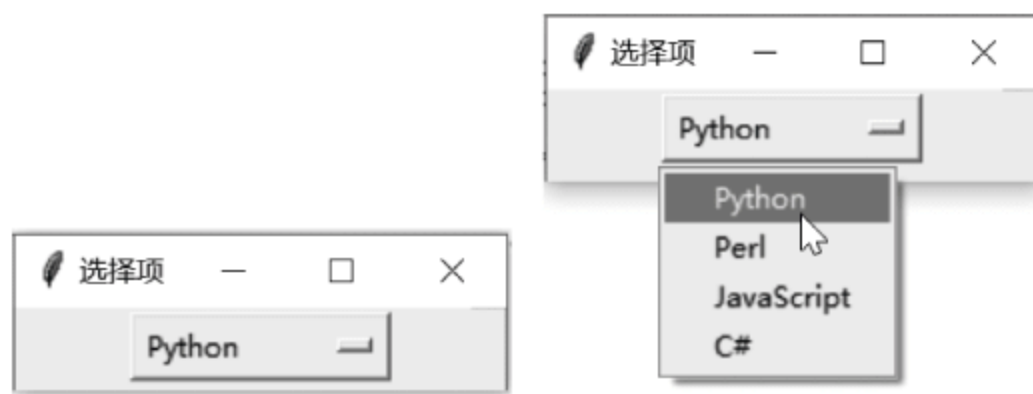 选择项
Python
选择项
Python
Python
Perl
JavaScript
C#